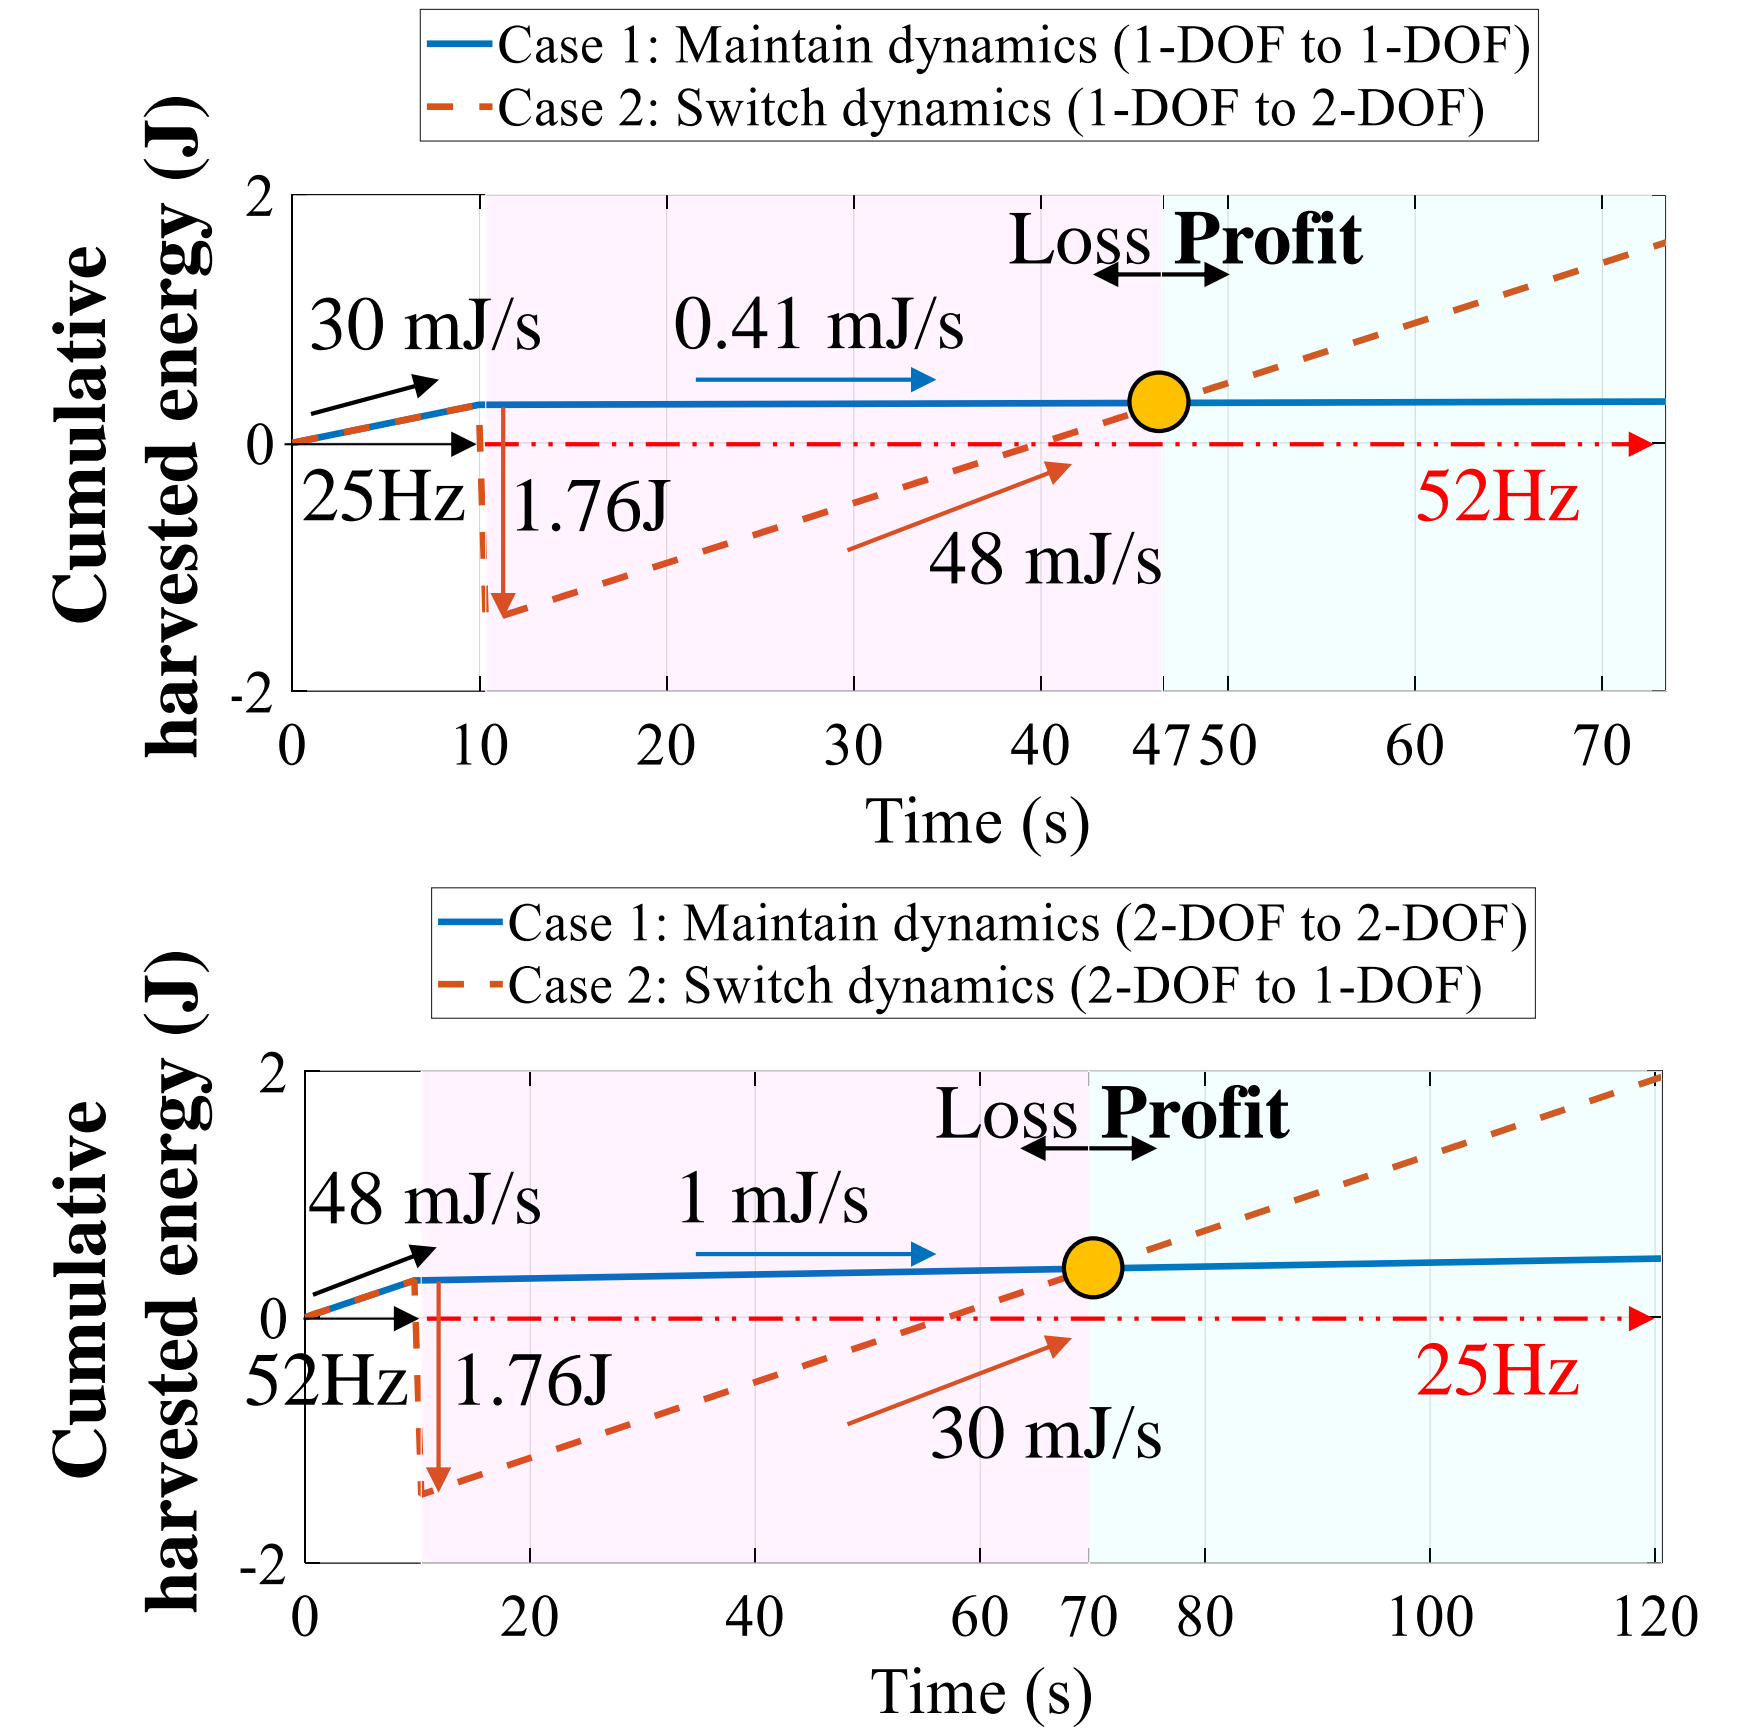 Case 1: Maintain dynamics (1-DOF to 1-DOF)
Case 2: Switch dynamics (1-DOF to 2-DOF)
Cumulative
harvested energy (J)
2
0
-2
Loss Profit
30 mJ/s
0.41 mJ/s
25Hz
1.76J
48 mJ/s
52Hz
0 10 20 30 40 47 50 60 70
Time (s)
Case 1: Maintain dynamics (2-DOF to 2-DOF)
Case 2: Switch dynamics (2-DOF to 1-DOF)
Cumulative
harvested energy (J)
2
0
-2
Loss Profit
48 mJ/s
1 mJ/s
52Hz
1.76J
30 mJ/s
25Hz
0 20 40 60 70 80 100 120
Time (s)